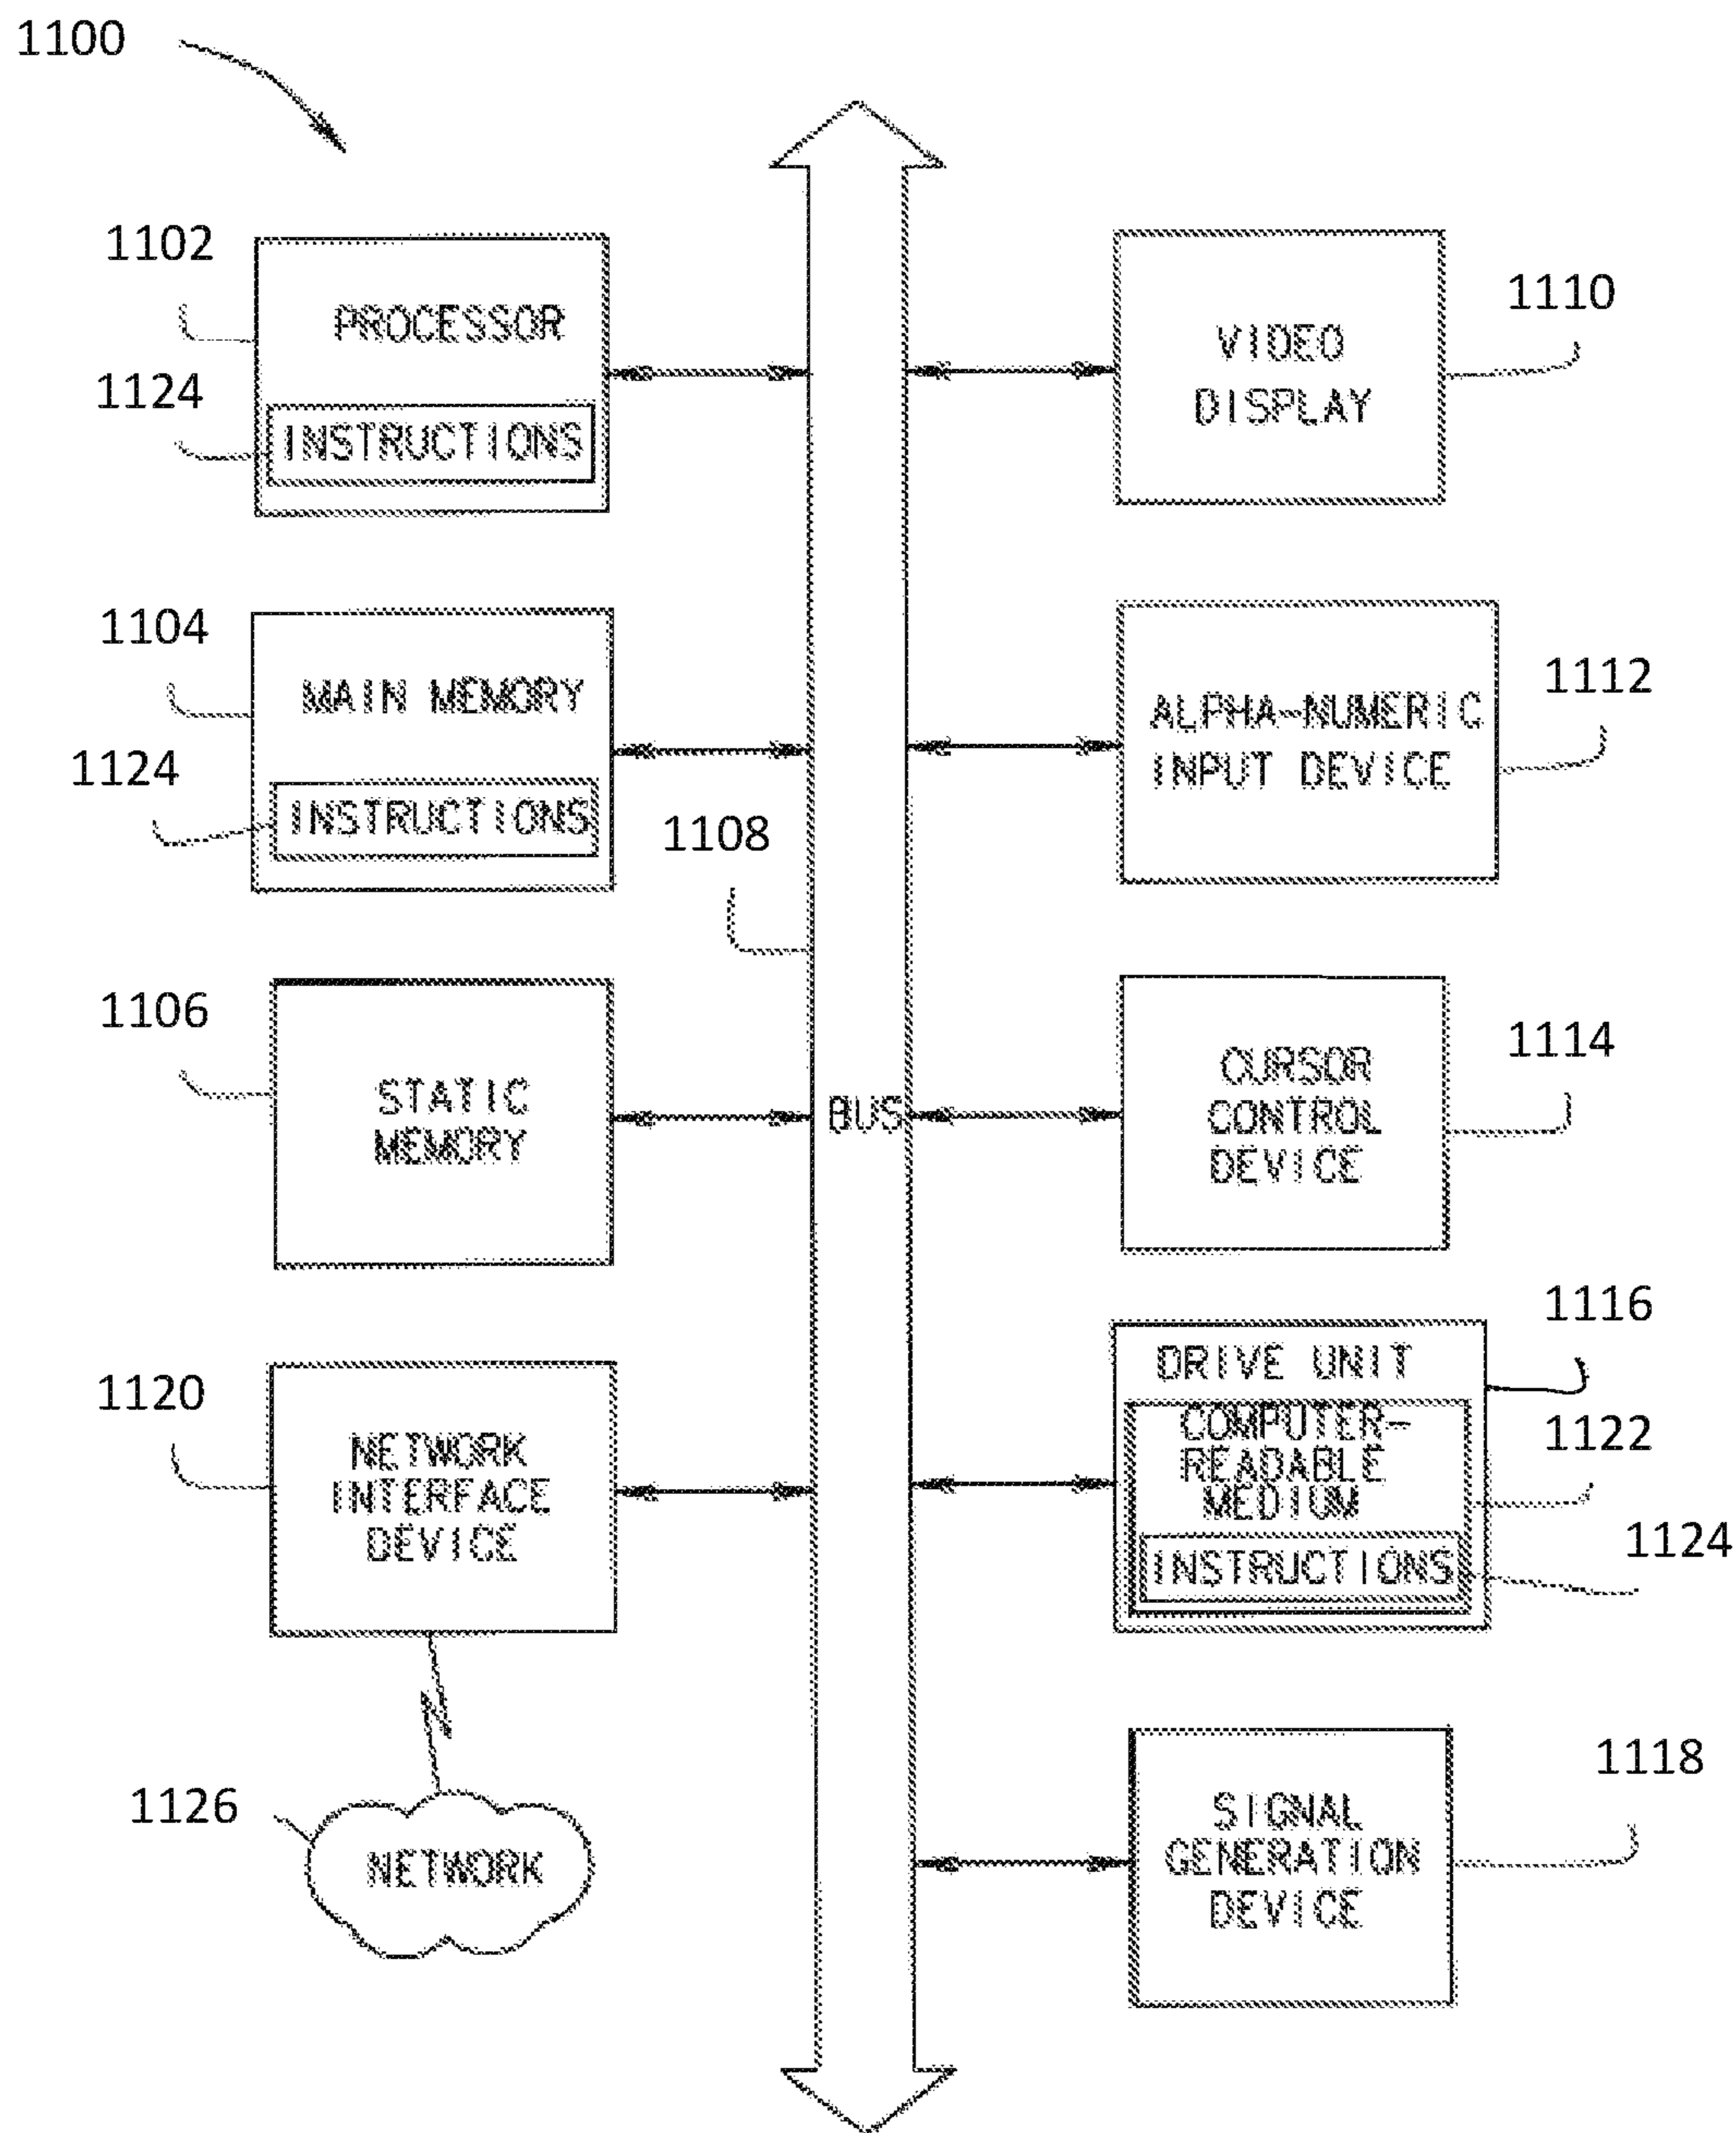 1100
1102
PROCESSOR
1124
INSTRUCTIONS
1110
VIDEO
DISPLAY
1104
MAIN MEMORY
1124
INSTRUCTIONS
1108
1112
ALPHA-NUMERIC
INPUT DEVICE
1106
STATIC
MEMORY
BUS
1114
CURSOR
CONTROL
DEVICE
1120
NETWORK
INTERFACE
DEVICE
1116
DRIVE UNIT
COMPUTER-
READABLE
MEDIUM
1122
INSTRUCTIONS
1124
1126
NETWORK
1118
SIGNAL
GENERATION
DEVICE